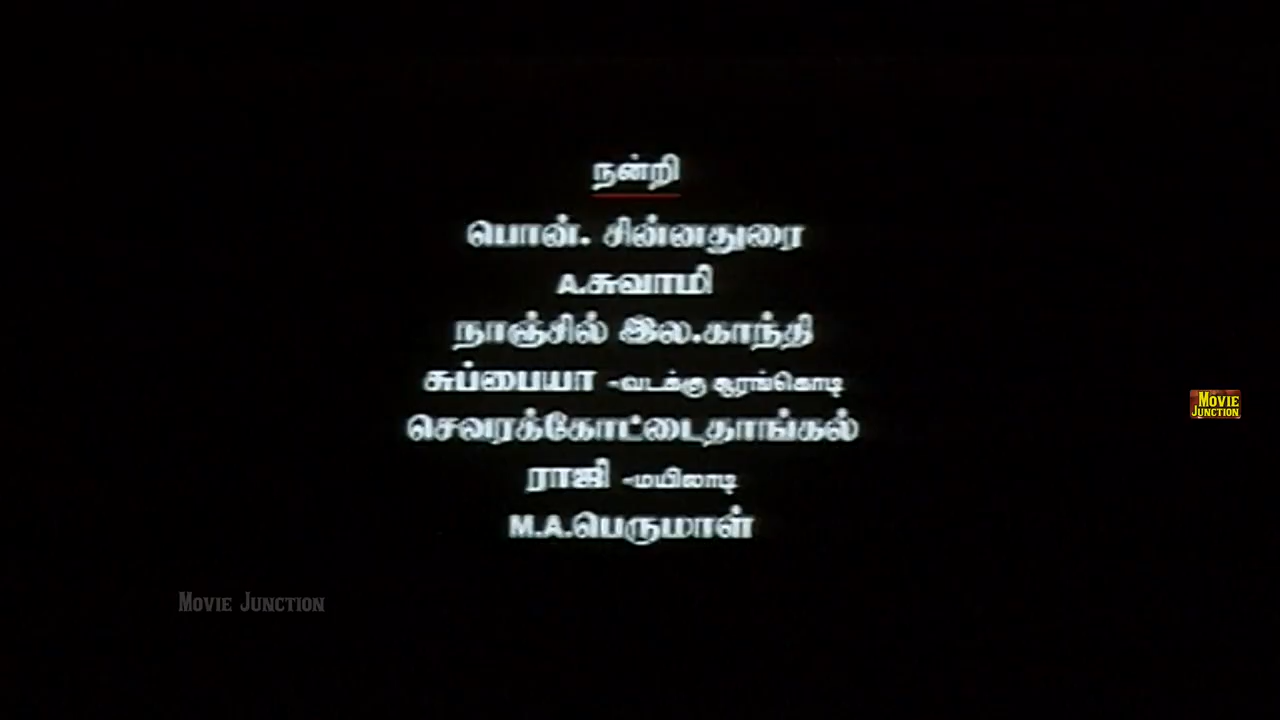 நன்றி
பொன். சின்னதுரை
A.சுவாமி
நாஞ்சில் இல.காந்தி
சுப்பையா -வடக்கு சூரங்கொடி
செவரக்கோட்டைதாங்கல்
ராஜி -மயிலாடி
M.A.பெருமாள்
MOVIE JUNCTION
MOVIE JUNCTION